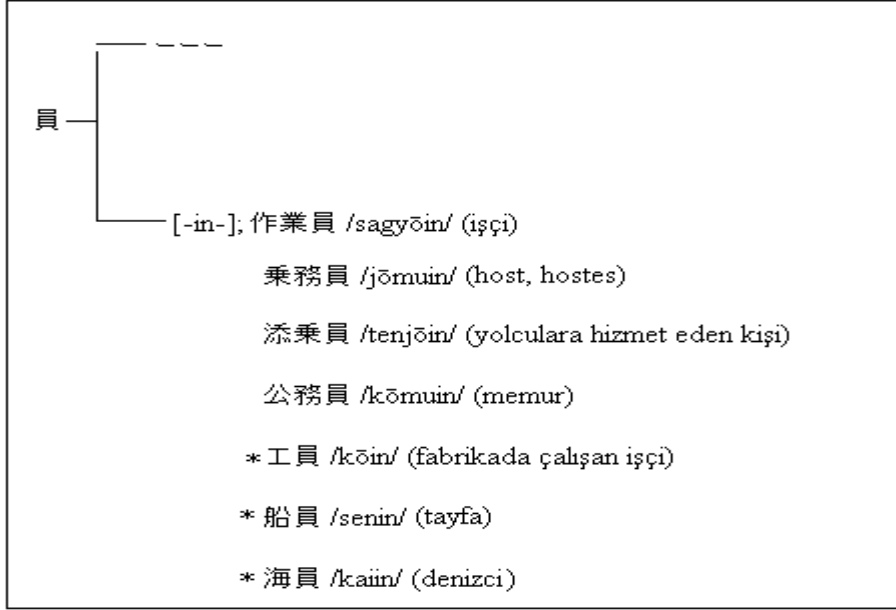 – – –
員
[-in-]; 作業員 /sagyōin/ (işçi)
乗務員 /jōmuin/ (host, hostes)
添乗員 /tenjōin/ (yolculara hizmet eden kişi)
公務員 /kōmuin/ (memur)
* 工員 /kōin/ (fabrikada çalışan işçi)
* 船員 /senin/ (tayfa)
* 海員 /kaiin/ (denizci)